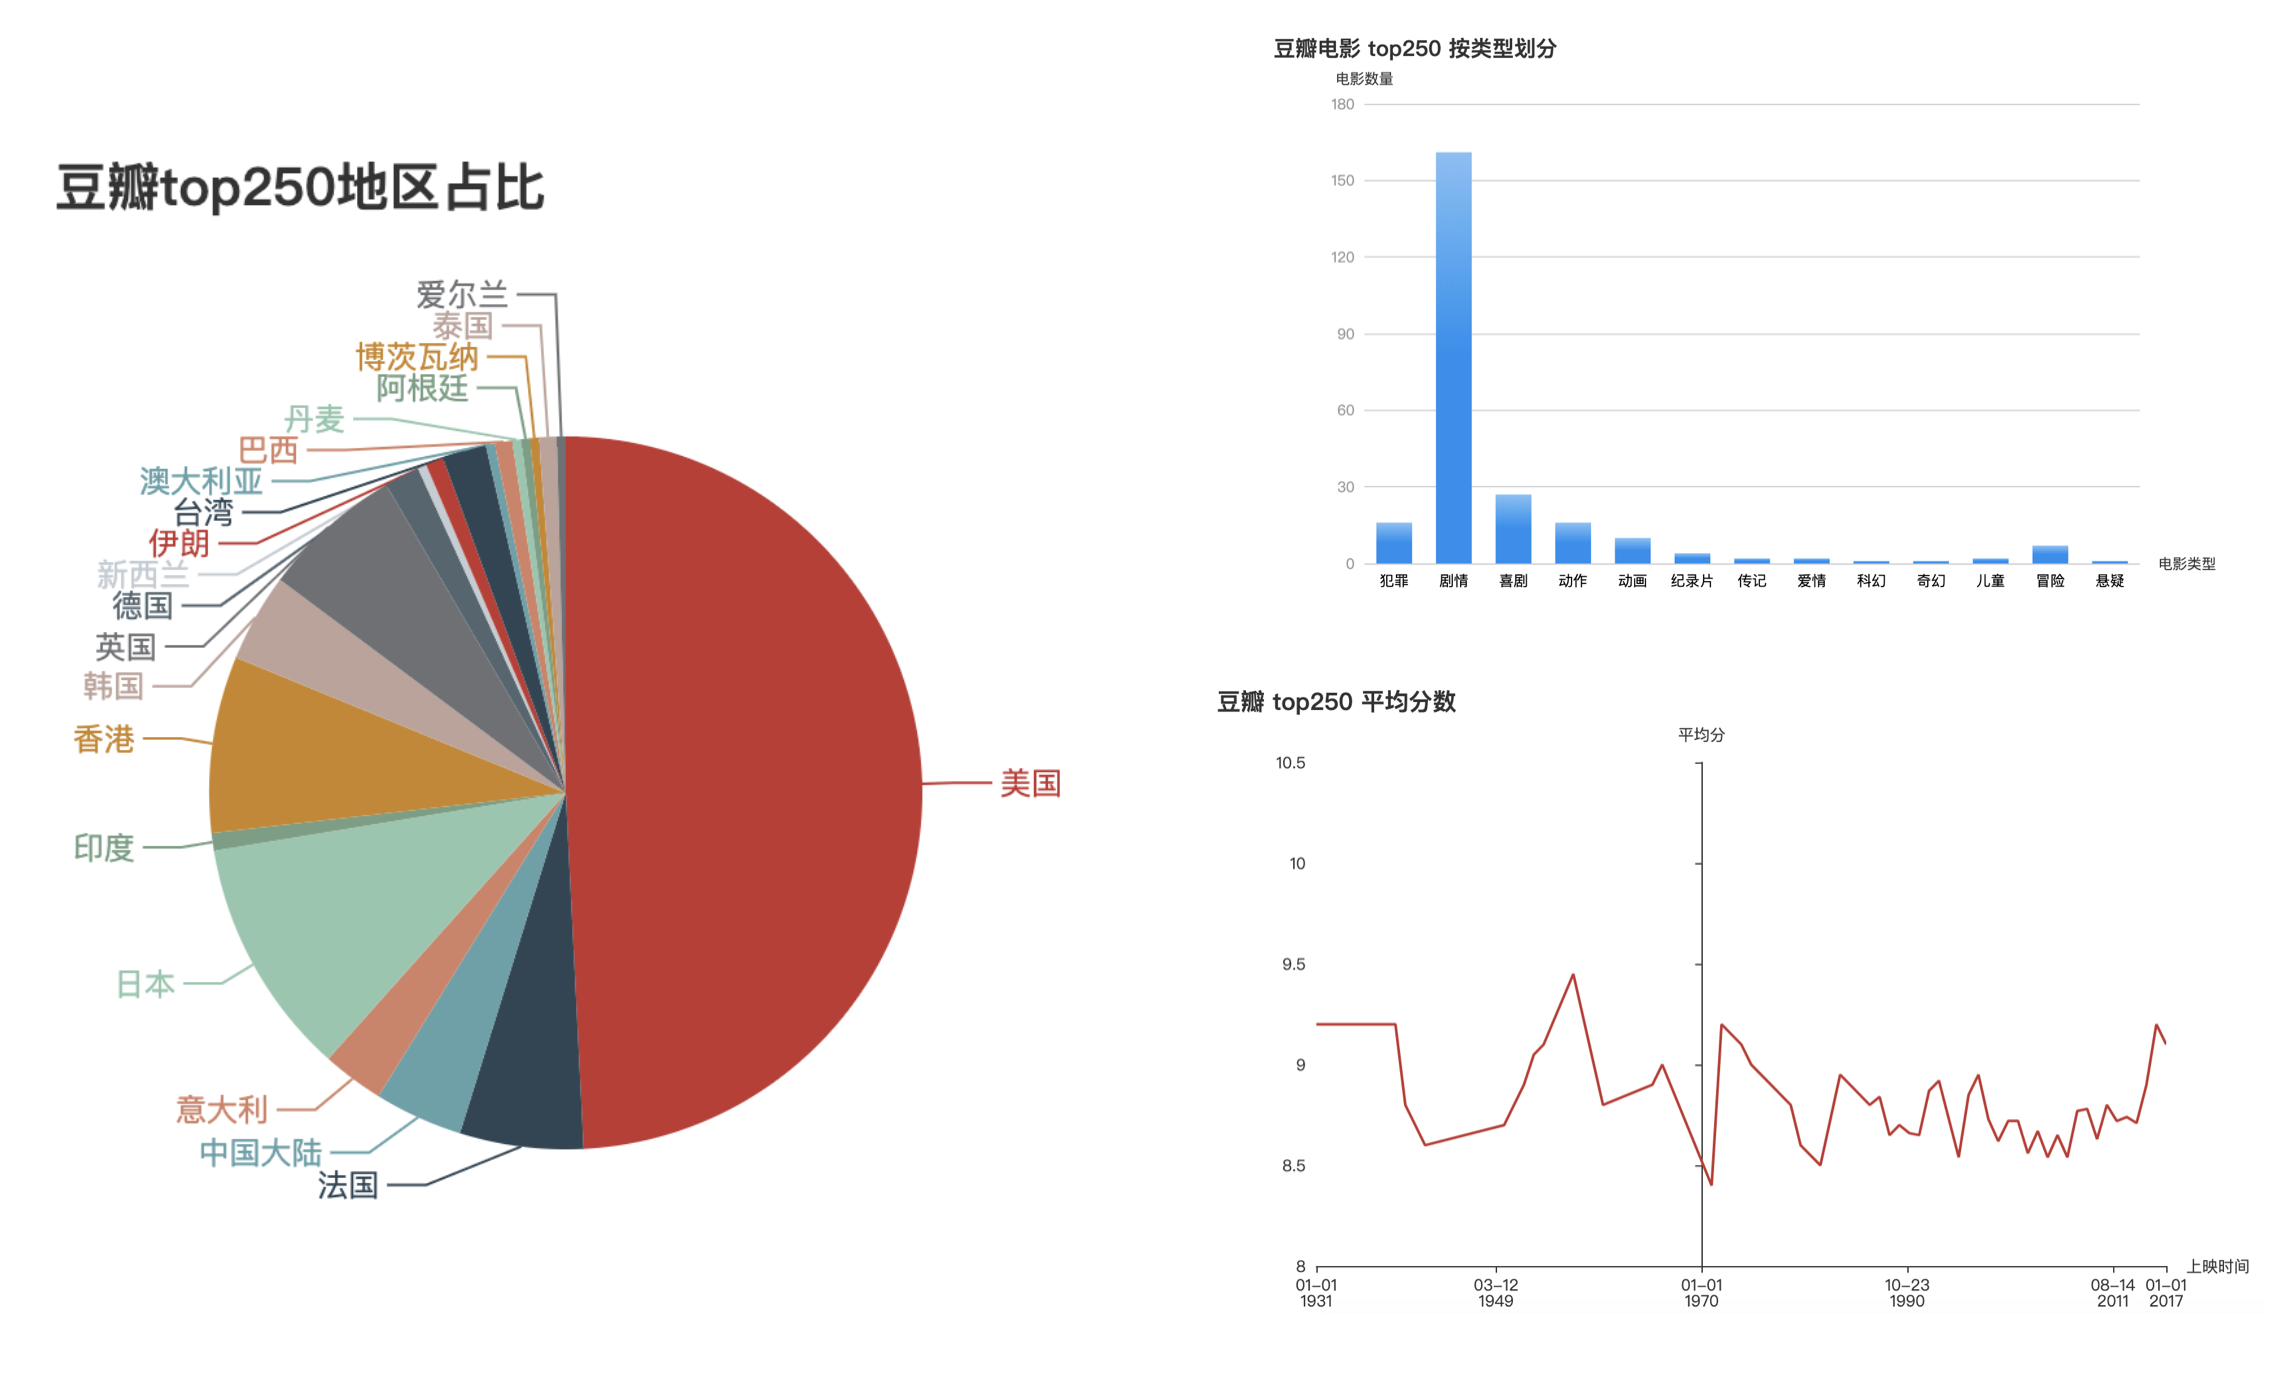 豆瓣top250地区占比
爱尔兰
泰国
博茨瓦纳
阿根廷
丹麦
巴西
澳大利亚
台湾
伊朗
新西兰
德国
英国
韩国
香港
印度
日本
意大利
中国大陆
法国
美国
豆瓣电影 top250 按类型划分
电影数量
180
150
120
90
60
30
0
犯罪 剧情 喜剧 动作 动画 纪录片 传记 爱情 科幻 奇幻 儿童 冒险 悬疑
电影类型
豆瓣 top250 平均分数
平均分
10.5
10
9.5
9
8.5
8
上映时间
01–01 03–12 01–01 10–23 08–14 01–01
1931 1949 1970 1990 2011 2017